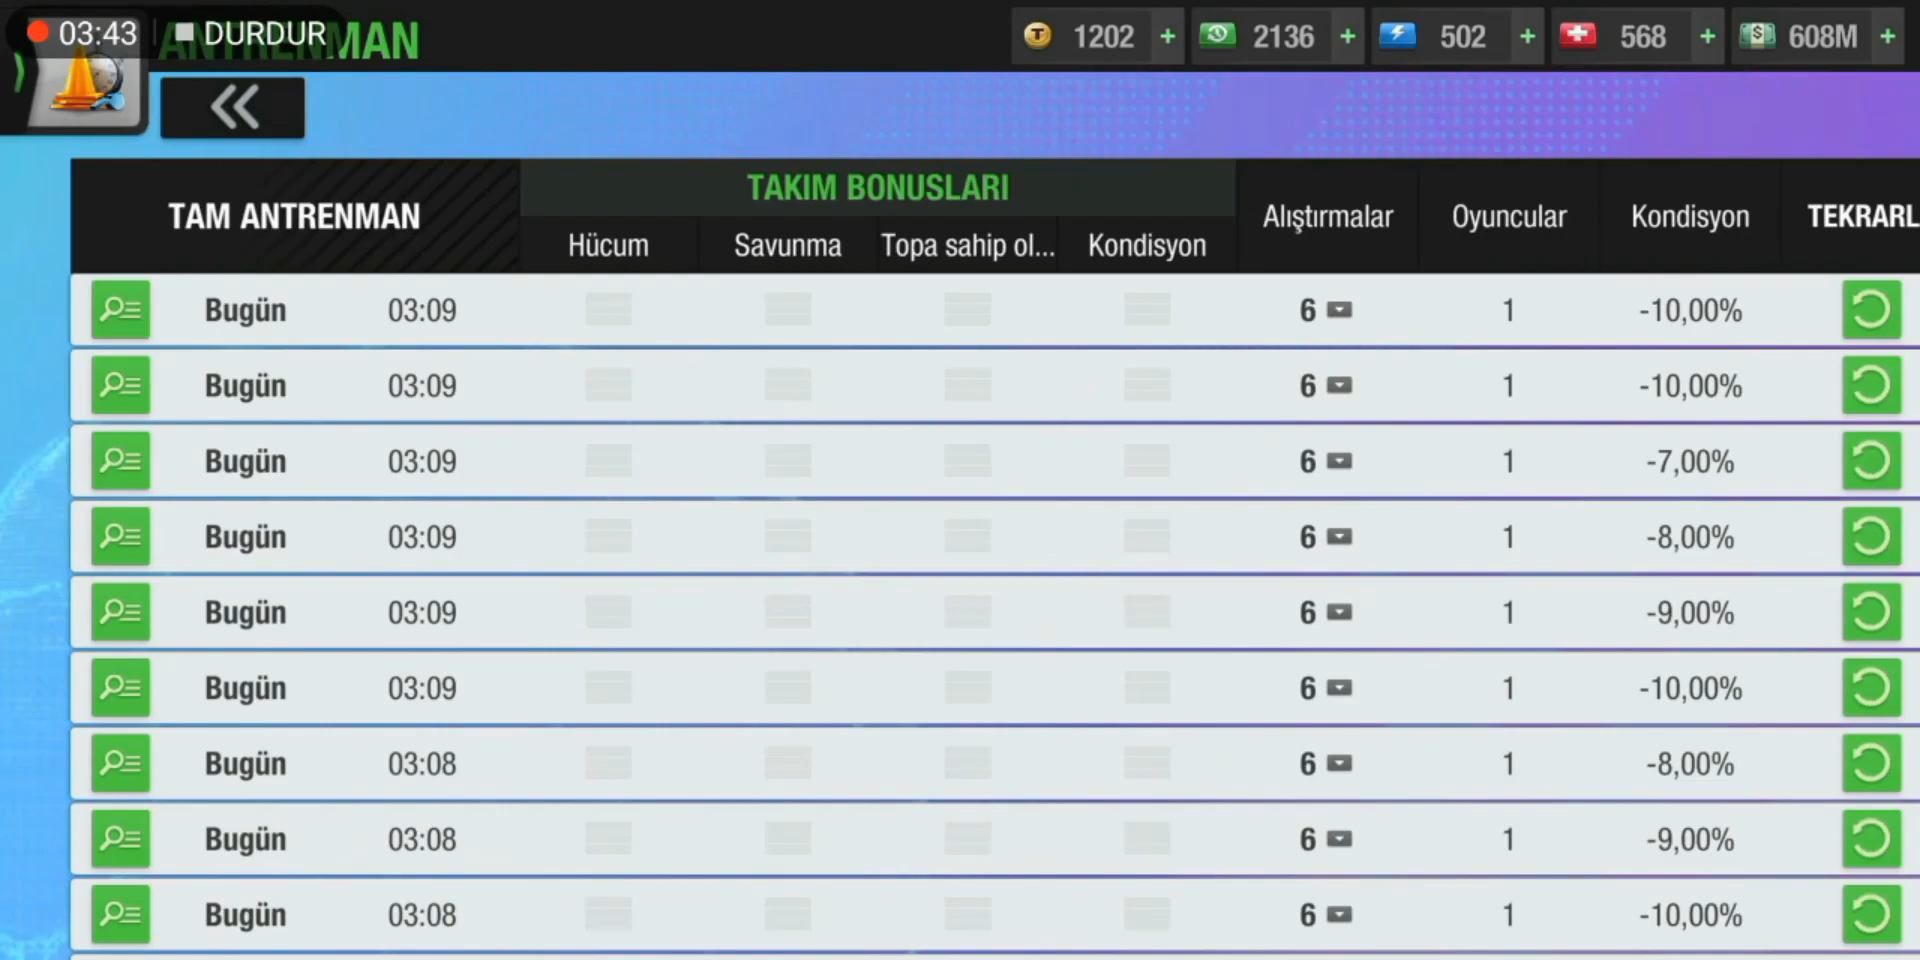 03:43 DURDUR
ANTRENMAN
1202 + 2136 + 502 + 568 + 608M +
TAM ANTRENMAN
TAKIM BONUSLARI
Hücum Savunma Topa sahip ol... Kondisyon
Alıştırmalar Oyuncular Kondisyon TEKRARL
Bugün 03:09 6 1 -10,00%
Bugün 03:09 6 1 -10,00%
Bugün 03:09 6 1 -7,00%
Bugün 03:09 6 1 -8,00%
Bugün 03:09 6 1 -9,00%
Bugün 03:09 6 1 -10,00%
Bugün 03:08 6 1 -8,00%
Bugün 03:08 6 1 -9,00%
Bugün 03:08 6 1 -10,00%